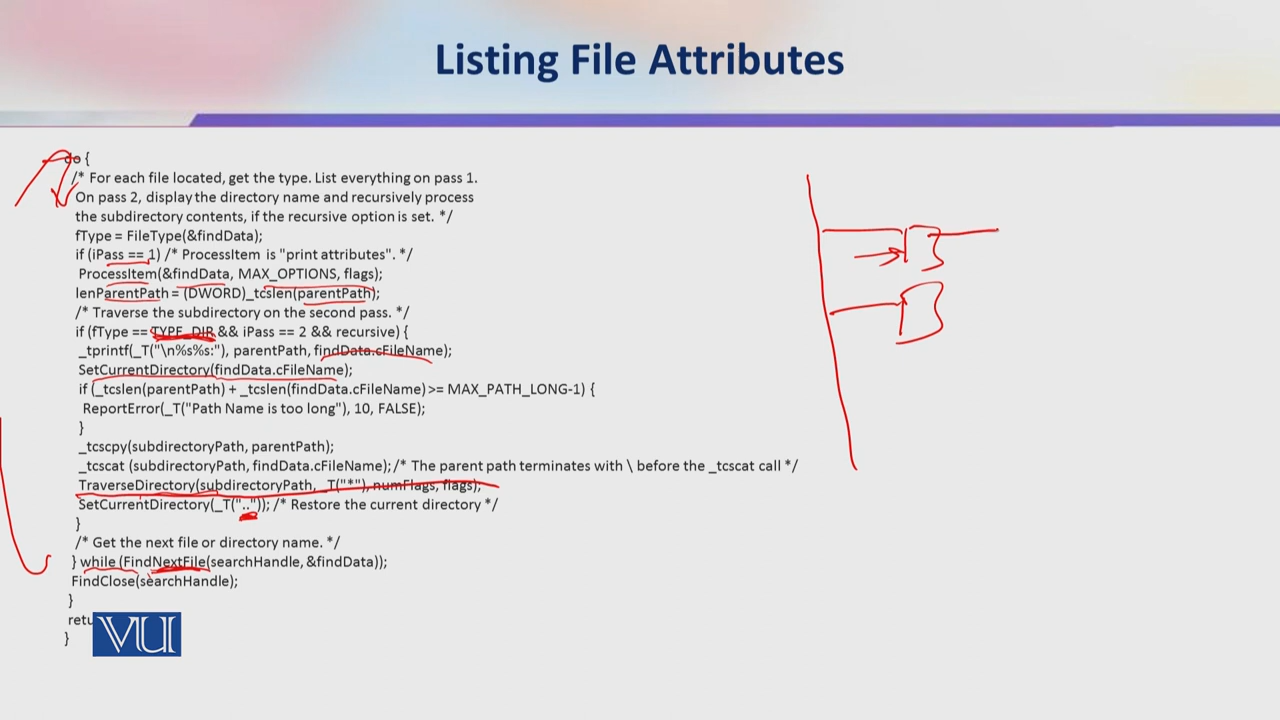 Listing File Attributes
do {
/* For each file located, get the type. List everything on pass 1.
On pass 2, display the directory name and recursively process
the subdirectory contents, if the recursive option is set. */
fType = FileType(&findData);
if (iPass == 1) /* ProcessItem is "print attributes". */
ProcessItem(&findData, MAX_OPTIONS, flags);
lenParentPath = (DWORD)_tcslen(parentPath);
/* Traverse the subdirectory on the second pass. */
if (fType == TYPE_DIR && iPass == 2 && recursive) {
_tprintf(_T("\n%s%s:"), parentPath, findData.cFileName);
SetCurrentDirectory(findData.cFileName);
if (_tcslen(parentPath) + _tcslen(findData.cFileName) >= MAX_PATH_LONG-1) {
ReportError(_T("Path Name is too long"), 10, FALSE);
}
_tcscpy(subdirectoryPath, parentPath);
_tcscat (subdirectoryPath, findData.cFileName); /* The parent path terminates with \ before the _tcscat call */
TraverseDirectory(subdirectoryPath, _T("*"), numFlags, flags);
SetCurrentDirectory(_T("..")); /* Restore the current directory */
}
/* Get the next file or directory name. */
} while (FindNextFile(searchHandle, &findData));
FindClose(searchHandle);
}
retu
}
VU